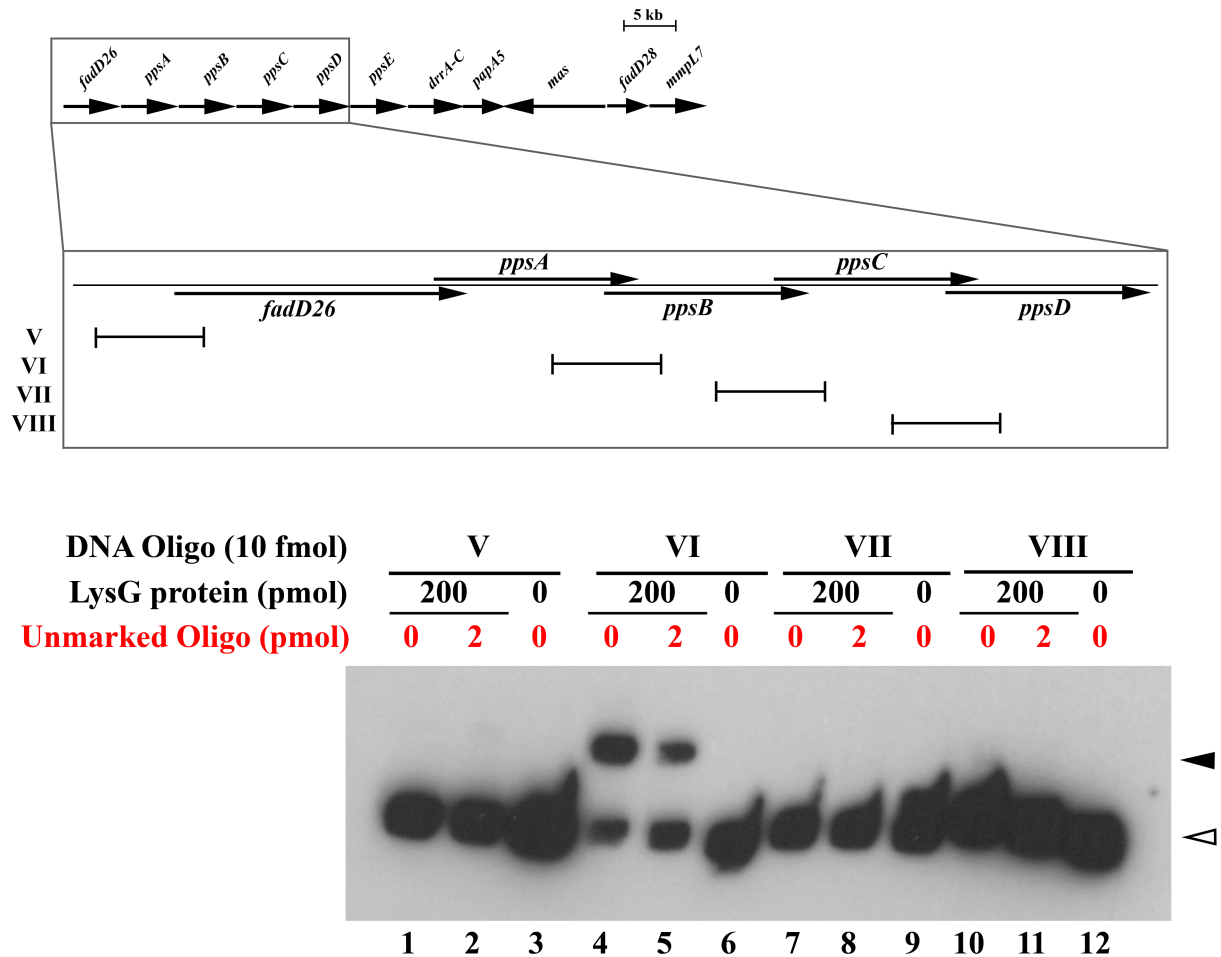 5 kb
fadD26 ppsA ppsB ppsC ppsD ppsE drrA-C papA5 mas fadD28 mmpL7
ppsA ppsC
fadD26 ppsB ppsD
V
VI
VII
VIII
DNA Oligo (10 fmol) V VI VII VIII
LysG protein (pmol) 200 0 200 0 200 0 200 0
Unmarked Oligo (pmol) 0 2 0 0 2 0 0 2 0 0 2 0
1 2 3 4 5 6 7 8 9 10 11 12